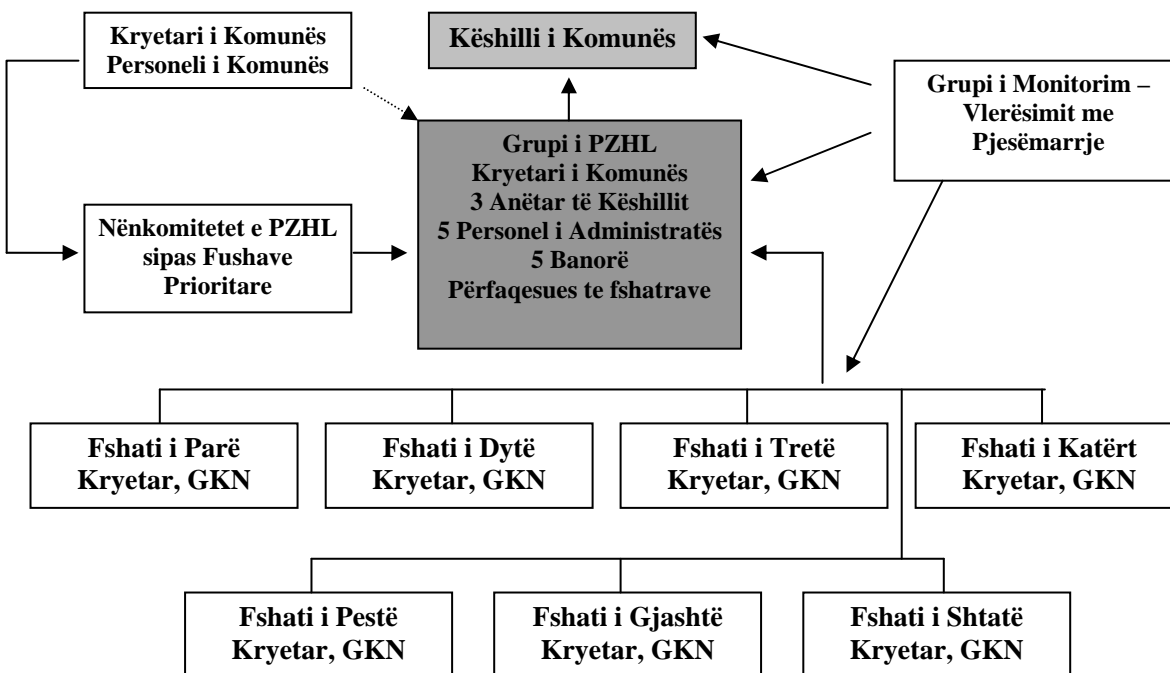 Kryetari i Komunës
Personeli i Komunës
Këshilli i Komunës
Grupi i Monitorim –
Vlerësimit me
Pjesëmarrje
Grupi i PZHL
Kryetari i Komunës
3 Anëtar të Këshillit
5 Personel i Administratës
5 Banorë
Përfaqesues te fshatrave
Nënkomitetet e PZHL
sipas Fushave
Prioritare
Fshati i Parë
Kryetar, GKN
Fshati i Dytë
Kryetar, GKN
Fshati i Tretë
Kryetar, GKN
Fshati i Katërt
Kryetar, GKN
Fshati i Pestë
Kryetar, GKN
Fshati i Gjashtë
Kryetar, GKN
Fshati i Shtatë
Kryetar, GKN